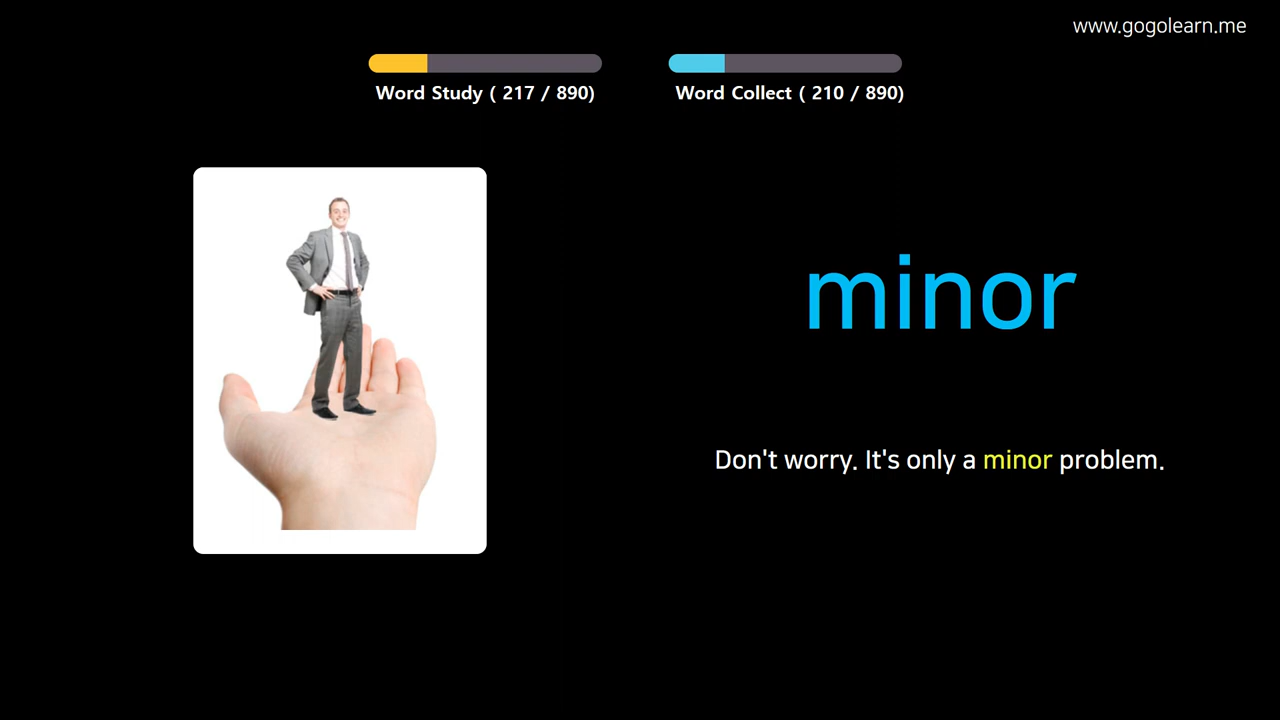 www.gogolearn.me
Word Study ( 217 / 890)
Word Collect ( 210 / 890)
minor
Don't worry. It's only a minor problem.